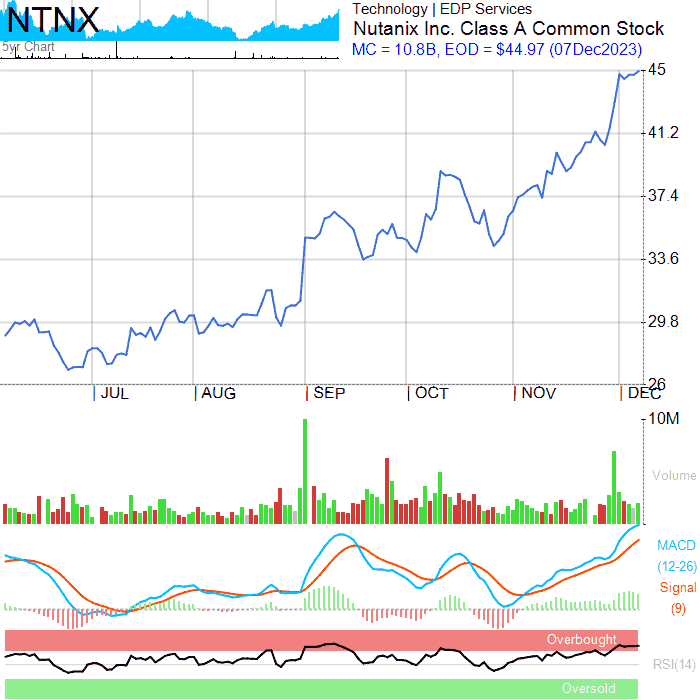 NTNX
5yr Chart
Technology | EDP Services
Nutanix Inc. Class A Common Stock
MC = 10.8B, EOD = $44.97 (07Dec2023)
45
41.2
37.4
33.6
29.8
26
JUL AUG SEP OCT NOV DEC
10M
Volume
MACD
(12-26)
Signal
(9)
Overbought
RSI(14)
Oversold